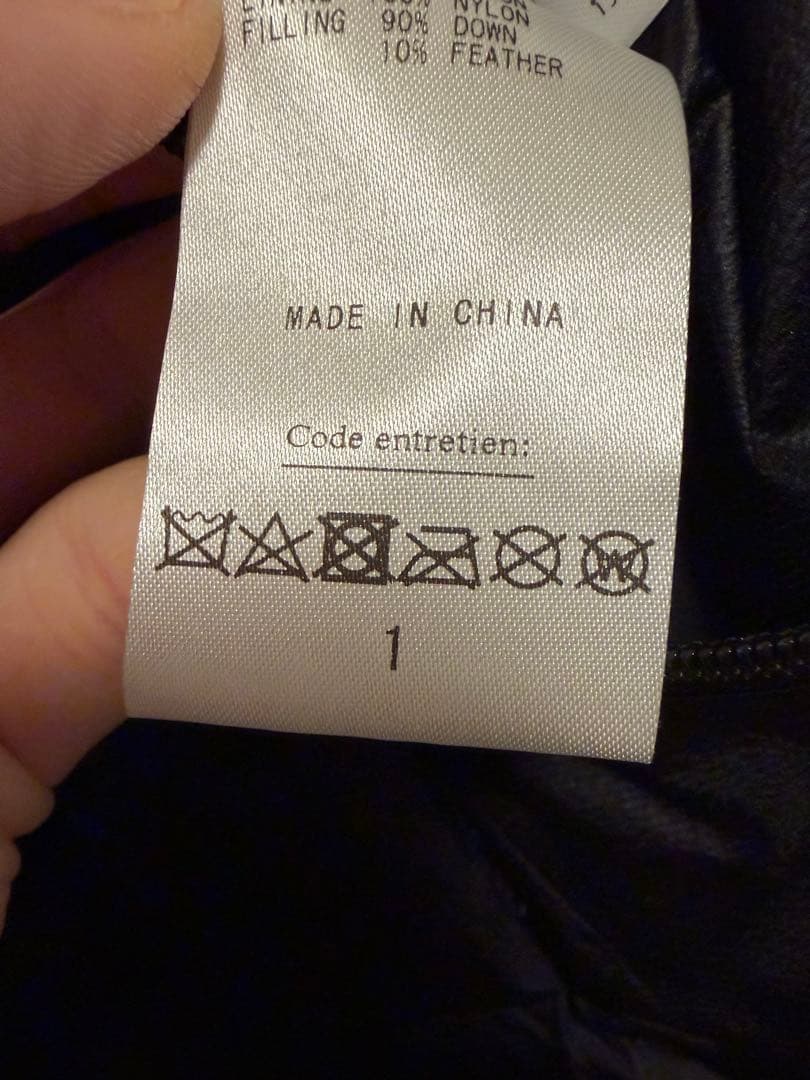 NYLON
FILLING 90% DOWN
10% FEATHER
MADE IN CHINA
Code entretien:
W
1